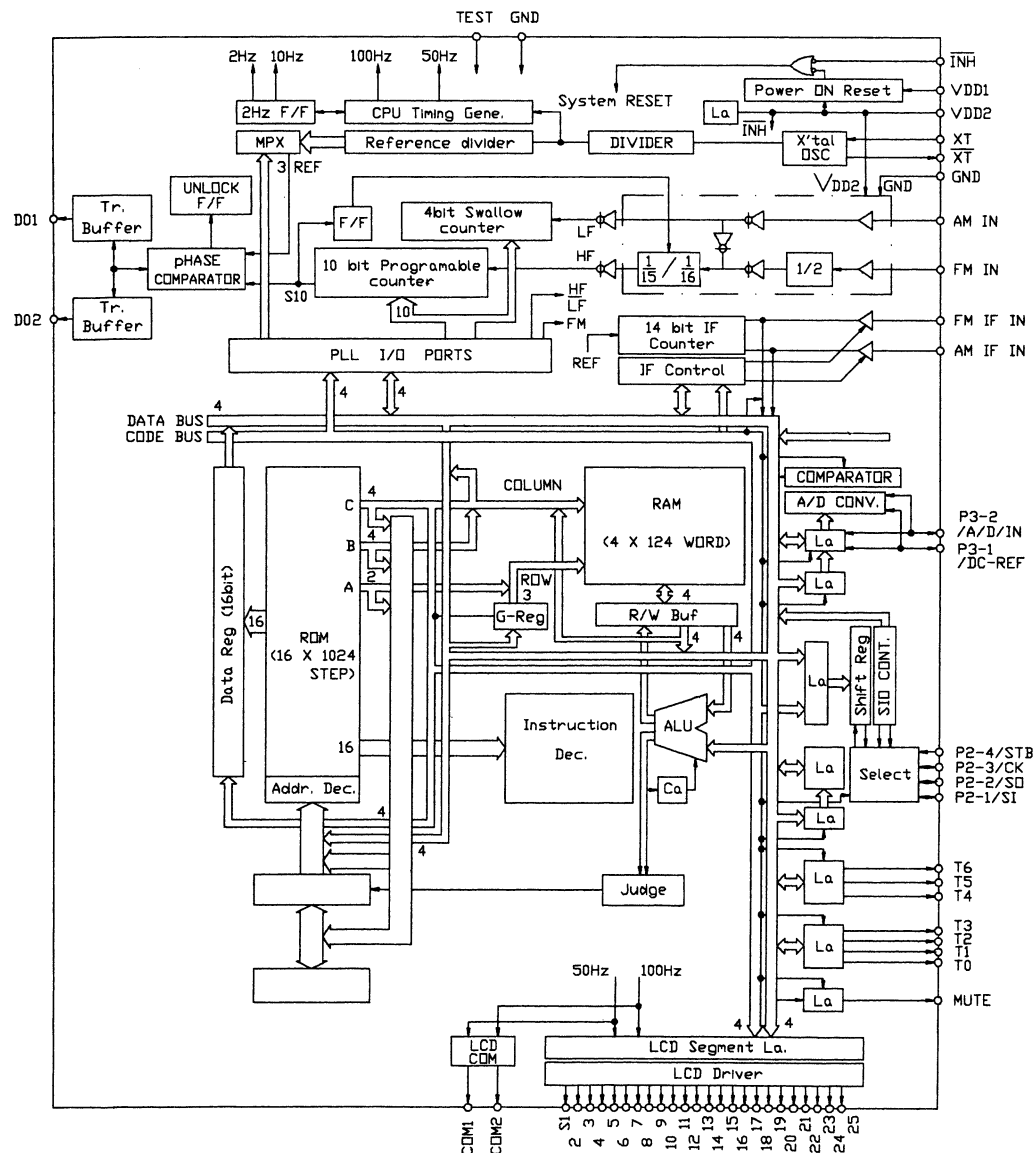 TEST GND
2Hz 10Hz 100Hz 50Hz
INH
System RESET
Power ON Reset
VDD1
2Hz F/F
CPU Timing Gene.
La
INH
VDD2
MPX
Reference divider
DIVIDER
X'tal
OSC
XT
XT
3 REF
VDD2
GND
GND
UNLOCK
F/F
DO1
Tr.
Buffer
F/F
4bit Swallow
counter
LF
AM IN
pHASE
COMPARATOR
10 bit Programable
counter
HF
1/15 / 1/16
1/2
FM IN
S10
DO2
Tr.
Buffer
10
HF
LF
FM
14 bit IF
Counter
FM IF IN
PLL I/O PORTS
REF
IF Control
AM IF IN
4 4 4
DATA BUS
CODE BUS
COMPARATOR
A/D CONV.
Data Reg (16bit)
16
ROM
(16 X 1024
STEP)
C 4
B 4
A 2
COLUMN
RAM
(4 X 124 WORD)
ROW
3
G-Reg
4
R/W Buf
4
4
La
P3-2
/A/D/IN
P3-1
/DC-REF
La
La
Shift Reg
SIO CONT.
16
Instruction
Dec.
ALU
Ca
La
Select
P2-4/STB
P2-3/CK
P2-2/SO
P2-1/SI
Addr. Dec.
4
4
La
Judge
La
T6
T5
T4
La
T3
T2
T1
T0
50Hz 100Hz
La
MUTE
4 4
LCD
COM
LCD Segment La.
LCD Driver
COM1
COM2
S1
2
3
4
5
6
7
8
9
10
11
12
13
14
15
16
17
18
19
20
21
22
23
24
25